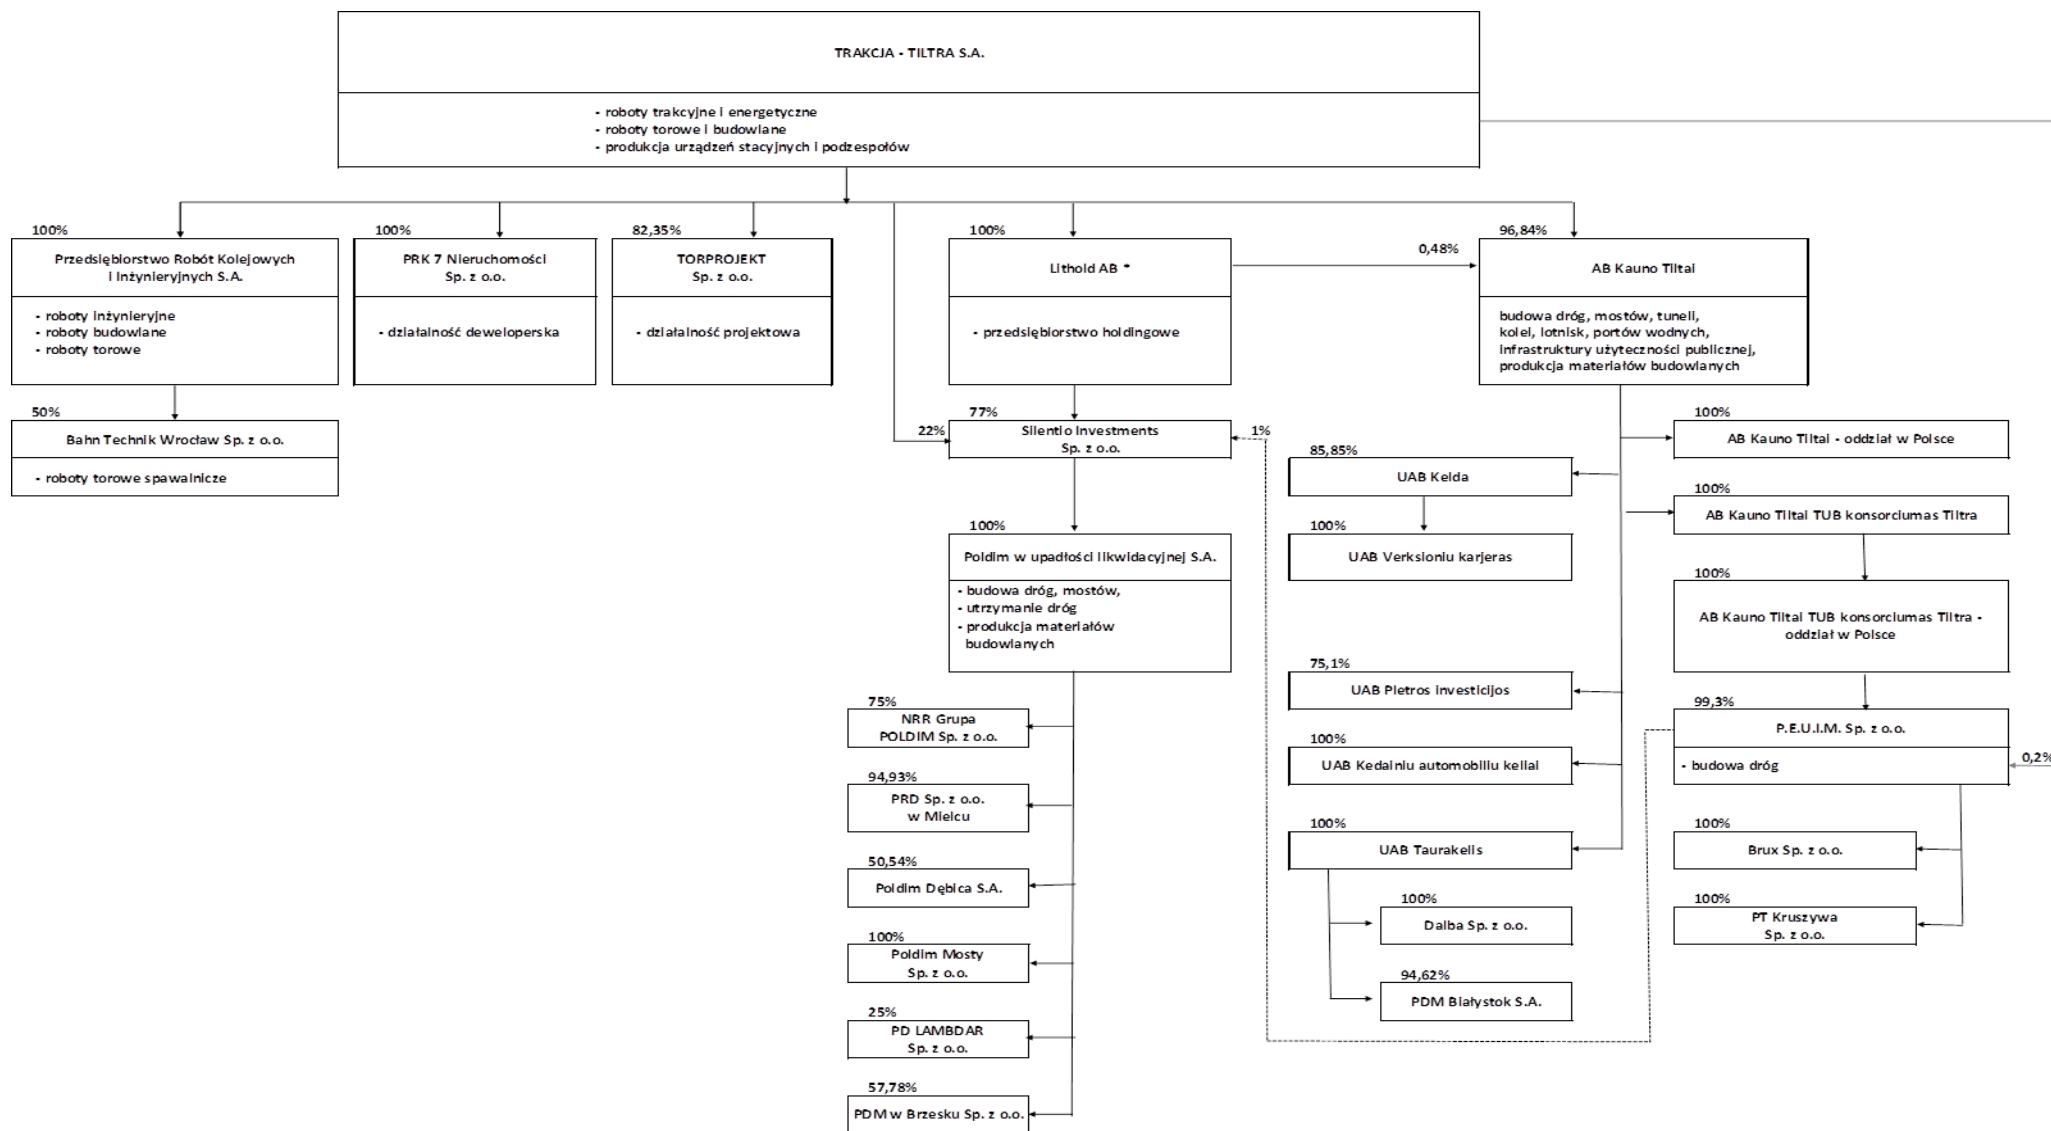 TRAKCJA - TILTRA S.A.
- roboty trakcyjne i energetyczne
- roboty torowe i budowlane
- produkcja urządzeń stacyjnych i podzespołów
100%
Przedsiębiorstwo Robót Kolejowych
i Inżynieryjnych S.A.
- roboty inżynieryjne
- roboty budowlane
- roboty torowe
50%
Bahn Technik Wrocław Sp. z o.o.
- roboty torowe spawalnicze
100%
PRK 7 Nieruchomości
Sp. z o.o.
- działalność deweloperska
82,35%
TORPROJEKT
Sp. z o.o.
- działalność projektowa
100%
Lithold AB *
- przedsiębiorstwo holdingowe
0,48%
96,84%
AB Kauno Tiltai
budowa dróg, mostów, tuneli,
kolei, lotnisk, portów wodnych,
infrastruktury użyteczności publicznej,
produkcja materiałów budowlanych
22%
77%
Silentio Investments
Sp. z o.o.
1%
100%
Poldim w upadłości likwidacyjnej S.A.
- budowa dróg, mostów,
- utrzymanie dróg
- produkcja materiałów
budowlanych
75%
NRR Grupa
POLDIM Sp. z o.o.
94,93%
PRD Sp. z o.o.
w Mielcu
50,54%
Poldim Dębica S.A.
100%
Poldim Mosty
Sp. z o.o.
25%
PD LAMBDAR
Sp. z o.o.
57,78%
PDM w Brzesku Sp. z o.o.
85,85%
UAB Kelda
100%
UAB Verksioniu karjeras
75,1%
UAB Pletros investicijos
100%
UAB Kedainiu automobiliu keliai
100%
UAB Taurakelis
100%
Dalba Sp. z o.o.
94,62%
PDM Białystok S.A.
100%
AB Kauno Tiltai - oddział w Polsce
100%
AB Kauno Tiltai TUB konsorciumas Tiltra
100%
AB Kauno Tiltai TUB konsorciumas Tiltra -
oddział w Polsce
99,3%
P.E.U.I.M. Sp. z o.o.
- budowa dróg
0,2%
100%
Brux Sp. z o.o.
100%
PT Kruszywa
Sp. z o.o.